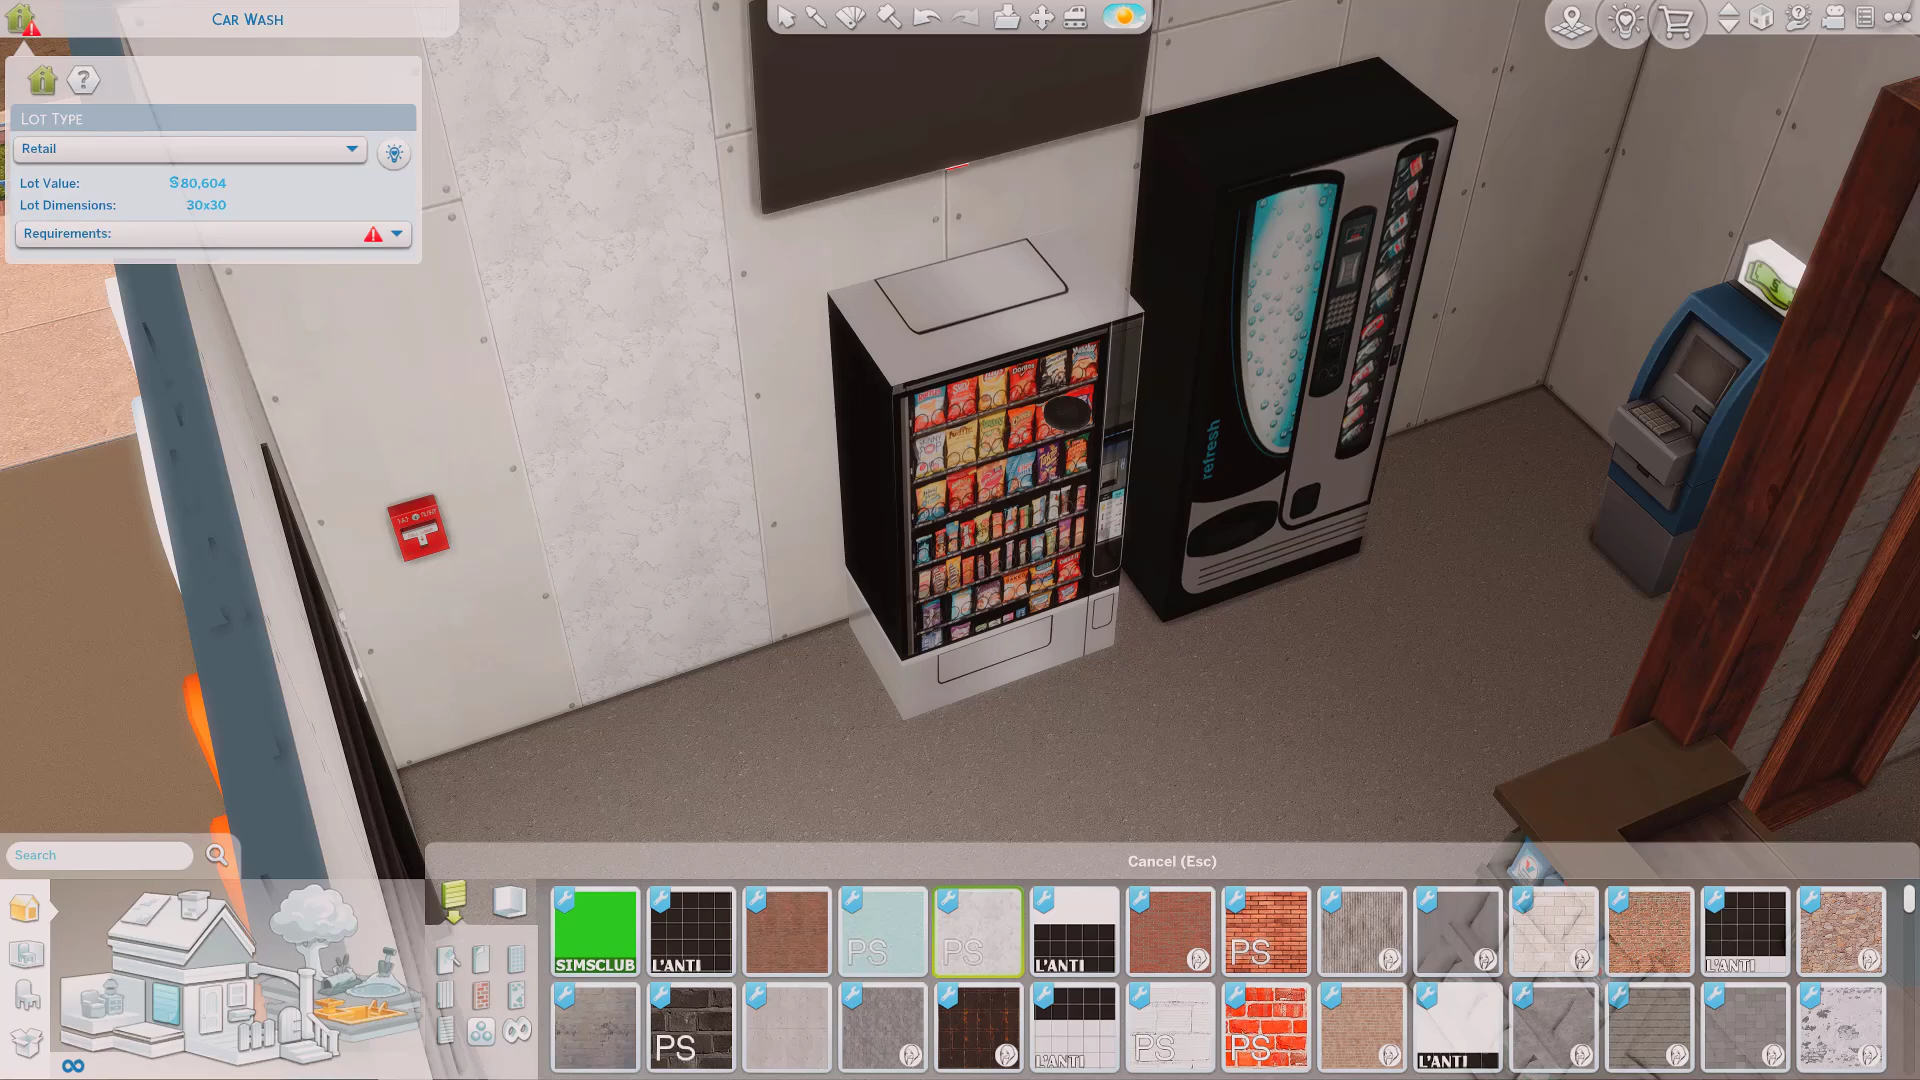 CAR WASH
LOT TYPE
Retail
Lot Value:
§80,604
Lot Dimensions:
30x30
Requirements:
Doritos
refresh
Search
Cancel (Esc)
SIMSCLUB
L'ANTI
PS
PS
L'ANTI
PS
L'ANTI
PS
L'ANTI
PS
PS
L'ANTI